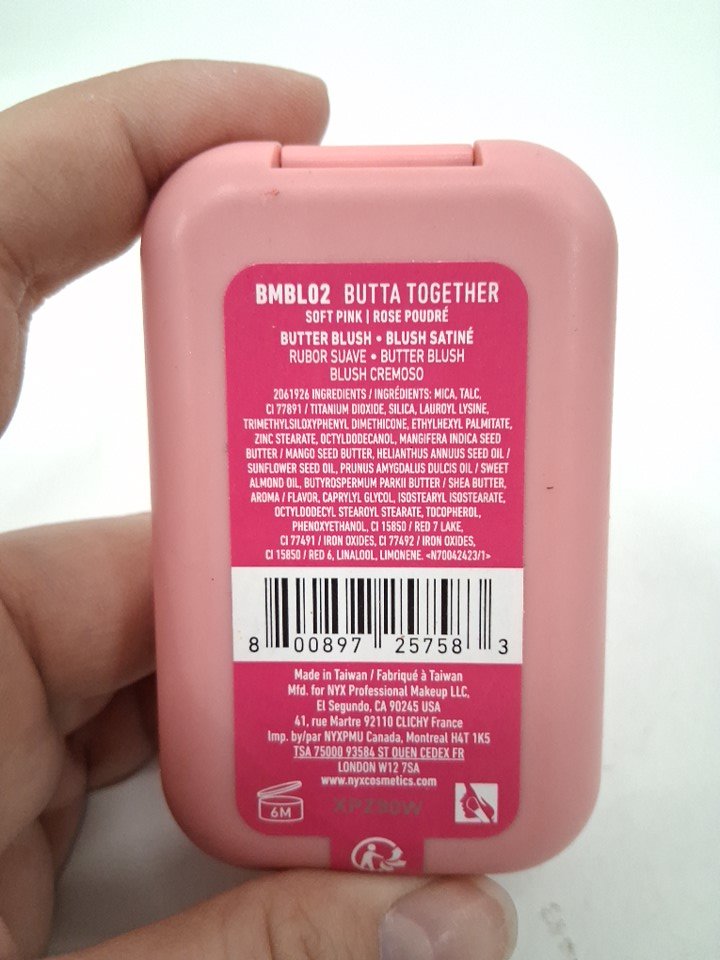 BMBL02 BUTTA TOGETHER
SOFT PINK | ROSE POUDRÉ
BUTTER BLUSH • BLUSH SATINÉ
RUBOR SUAVE • BUTTER BLUSH
BLUSH CREMOSO
2061926 INGREDIENTS / INGRÉDIENTS: MICA, TALC,
CI 77891 / TITANIUM DIOXIDE, SILICA, LAUROYL LYSINE,
TRIMETHYLSILOXYPHENYL DIMETHICONE, ETHYLHEXYL PALMITATE,
ZINC STEARATE, OCTYLDODECANOL, MANGIFERA INDICA SEED
BUTTER / MANGO SEED BUTTER, HELIANTHUS ANNUUS SEED OIL /
SUNFLOWER SEED OIL, PRUNUS AMYGDALUS DULCIS OIL / SWEET
ALMOND OIL, BUTYROSPERMUM PARKII BUTTER / SHEA BUTTER,
AROMA / FLAVOR, CAPRYLYL GLYCOL, ISOSTEARYL ISOSTEARATE,
OCTYLDODECYL STEAROYL STEARATE, TOCOPHEROL,
PHENOXYETHANOL, CI 15850 / RED 7 LAKE,
CI 77491 / IRON OXIDES, CI 77492 / IRON OXIDES,
CI 15850 / RED 6, LINALOOL, LIMONENE. <N70042423/1>
8 00897 25758 3
Made in Taiwan / Fabriqué à Taiwan
Mfd. for NYX Professional Makeup LLC,
El Segundo, CA 90245 USA
41, rue Martre 92110 CLICHY France
Imp. by/par NYXPMU Canada, Montreal H4T 1K5
TSA 75000 93584 ST OUEN CEDEX FR
LONDON W12 7SA
www.nyxcosmetics.com
6M